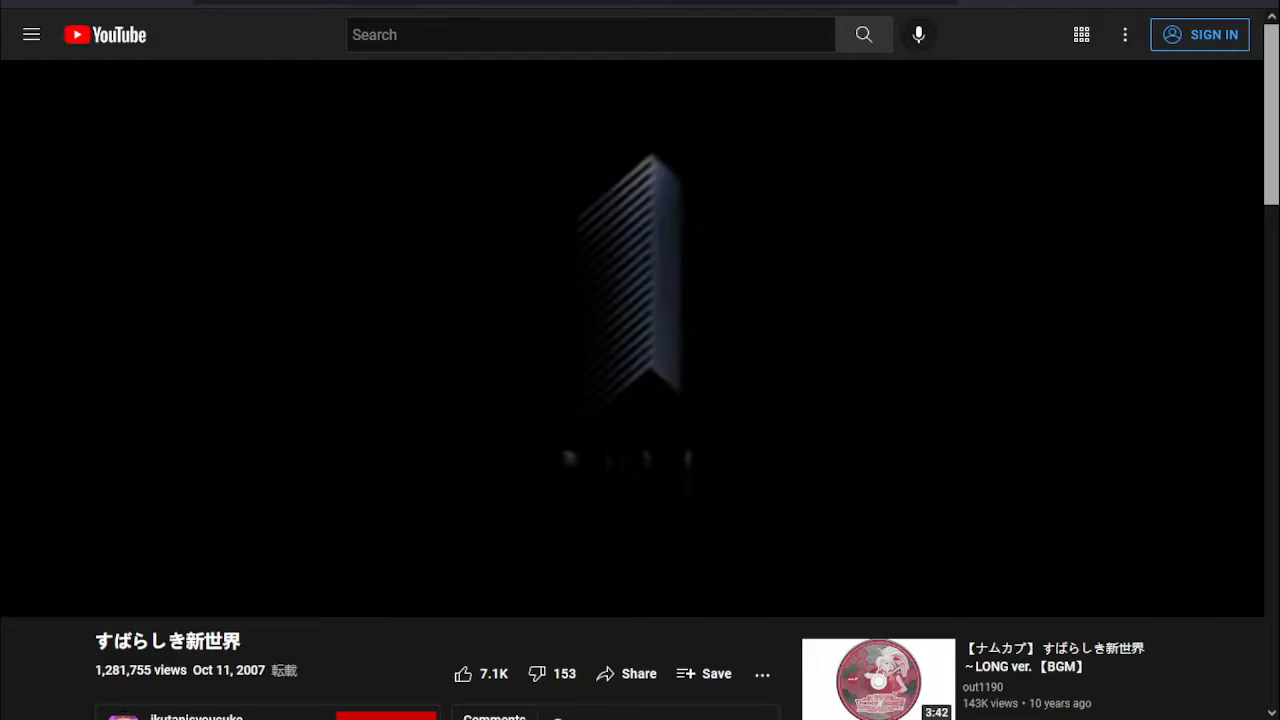 YouTube
Search
SIGN IN
すばらしき新世界
1,281,755 views Oct 11, 2007 転載
7.1K
153
Share
Save
【ナムカプ】 すばらしき新世界
～LONG ver. 【BGM】
out1190
143K views • 10 years ago
3:42
ikutanisyousuke
Comments